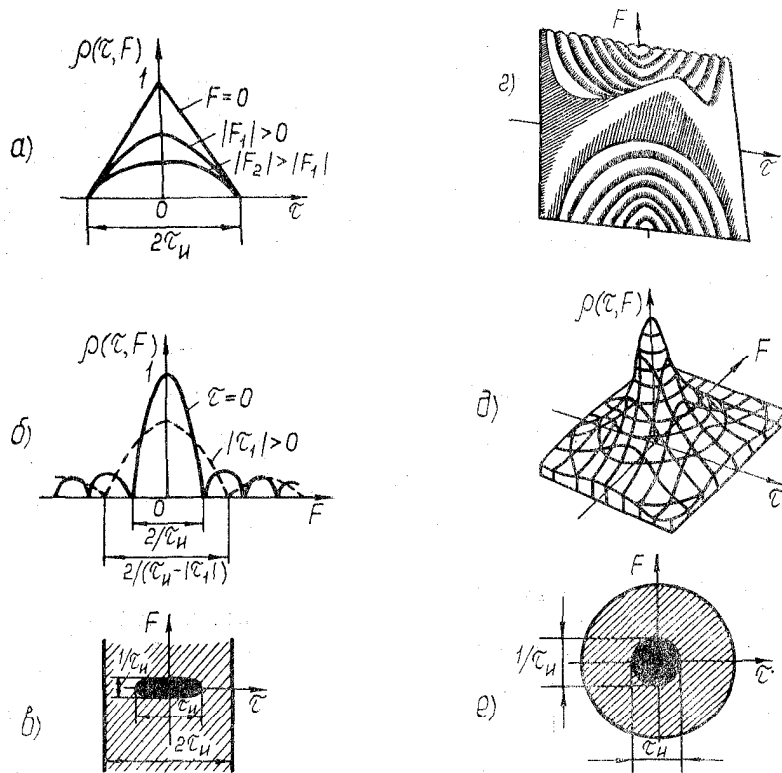 а)
ρ(τ,F)
1
F=0
|F₁|>0
|F₂|>|F₁|
0
τ
2τи
б)
ρ(τ,F)
1
τ=0
|τ₁|>0
0
F
2/τи
2/(τи-|τ₁|)
в)
F
1/τи
τи
τ
2τи
г)
F
τ
д)
ρ(τ,F)
F
τ
е)
F
1/τи
τ
τи